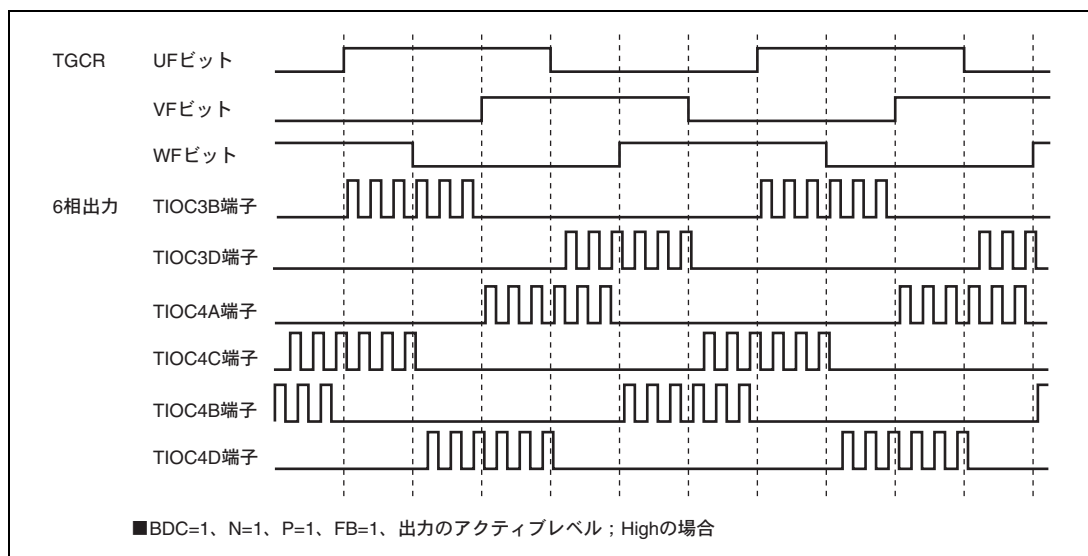 TGCR UFビット
VFビット
WFビット
6相出力 TIOC3B端子
TIOC3D端子
TIOC4A端子
TIOC4C端子
TIOC4B端子
TIOC4D端子
■BDC=1、N=1、P=1、FB=1、出力のアクティブレベル;Highの場合